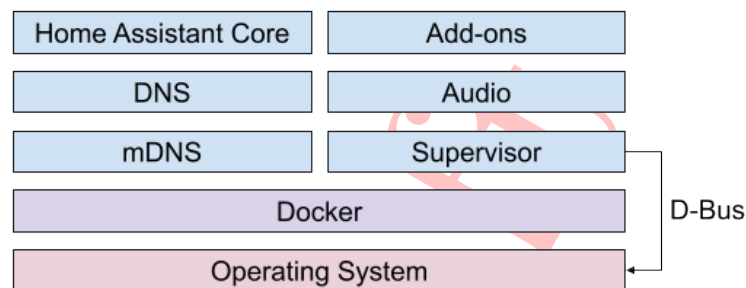 Home Assistant Core
Add-ons
DNS
Audio
mDNS
Supervisor
Docker
D-Bus
Operating System